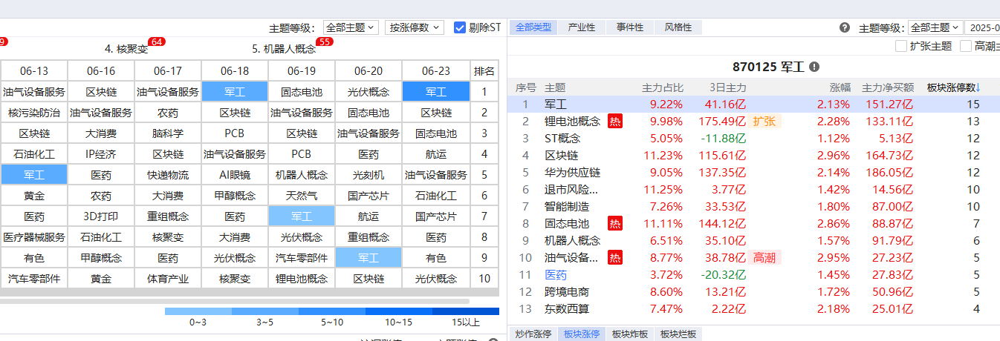 主题等级: 全部主题 按涨停数 剔除ST
9 4. 核聚变 64 5. 机器人概念 55
06-13 06-16 06-17 06-18 06-19 06-20 06-23 排名
油气设备服务 区块链 油气设备服务 军工 固态电池 光伏概念 军工 1
核污染防治 油气设备服务 农药 区块链 油气设备服务 固态电池 区块链 2
区块链 大消费 脑科学 PCB 区块链 油气设备服务 固态电池 3
石油化工 IP经济 区块链 油气设备服务 PCB 医药 航运 4
军工 医药 快递物流 AI眼镜 机器人概念 光刻机 油气设备服务 5
黄金 农药 大消费 甲醇概念 天然气 国产芯片 石油化工 6
医药 3D打印 重组概念 医药 军工 航运 国产芯片 7
医疗器械服务 石油化工 核聚变 大消费 光伏概念 重组概念 医药 8
有色 甲醇概念 医药 光伏概念 汽车零部件 军工 有色 9
汽车零部件 黄金 体育产业 核聚变 锂电池概念 区块链 光伏概念 10
0~3 3~5 5~10 10~15 15以上
全部类型 产业性 事件性 风格性 主题等级: 全部主题 2025-0
扩张主题 高潮主
870125 军工
序号 主题 主力占比 3日主力 涨幅 主力净买额 板块涨停数↓
1 军工 9.22% 41.16亿 2.13% 151.27亿 15
2 锂电池概念 热 9.98% 175.49亿 扩张 2.28% 133.11亿 13
3 ST概念 5.05% -11.88亿 1.12% 5.13亿 12
4 区块链 11.23% 115.61亿 2.96% 164.73亿 12
5 华为供应链 9.05% 137.35亿 2.14% 186.05亿 12
6 退市风险... 11.25% 3.77亿 1.42% 14.56亿 10
7 智能制造 7.26% 33.53亿 1.80% 87.00亿 10
8 固态电池 热 11.11% 144.12亿 2.86% 88.87亿 7
9 机器人概念 6.51% 35.10亿 1.57% 91.79亿 6
10 油气设备... 热 8.77% 38.78亿 高潮 2.95% 27.23亿 5
11 医药 3.72% -20.32亿 1.45% 27.83亿 5
12 跨境电商 8.60% 13.21亿 1.72% 50.96亿 5
13 东数西算 7.47% 2.22亿 2.18% 25.01亿 4
炒作涨停 板块涨停 板块炸板 板块烂板